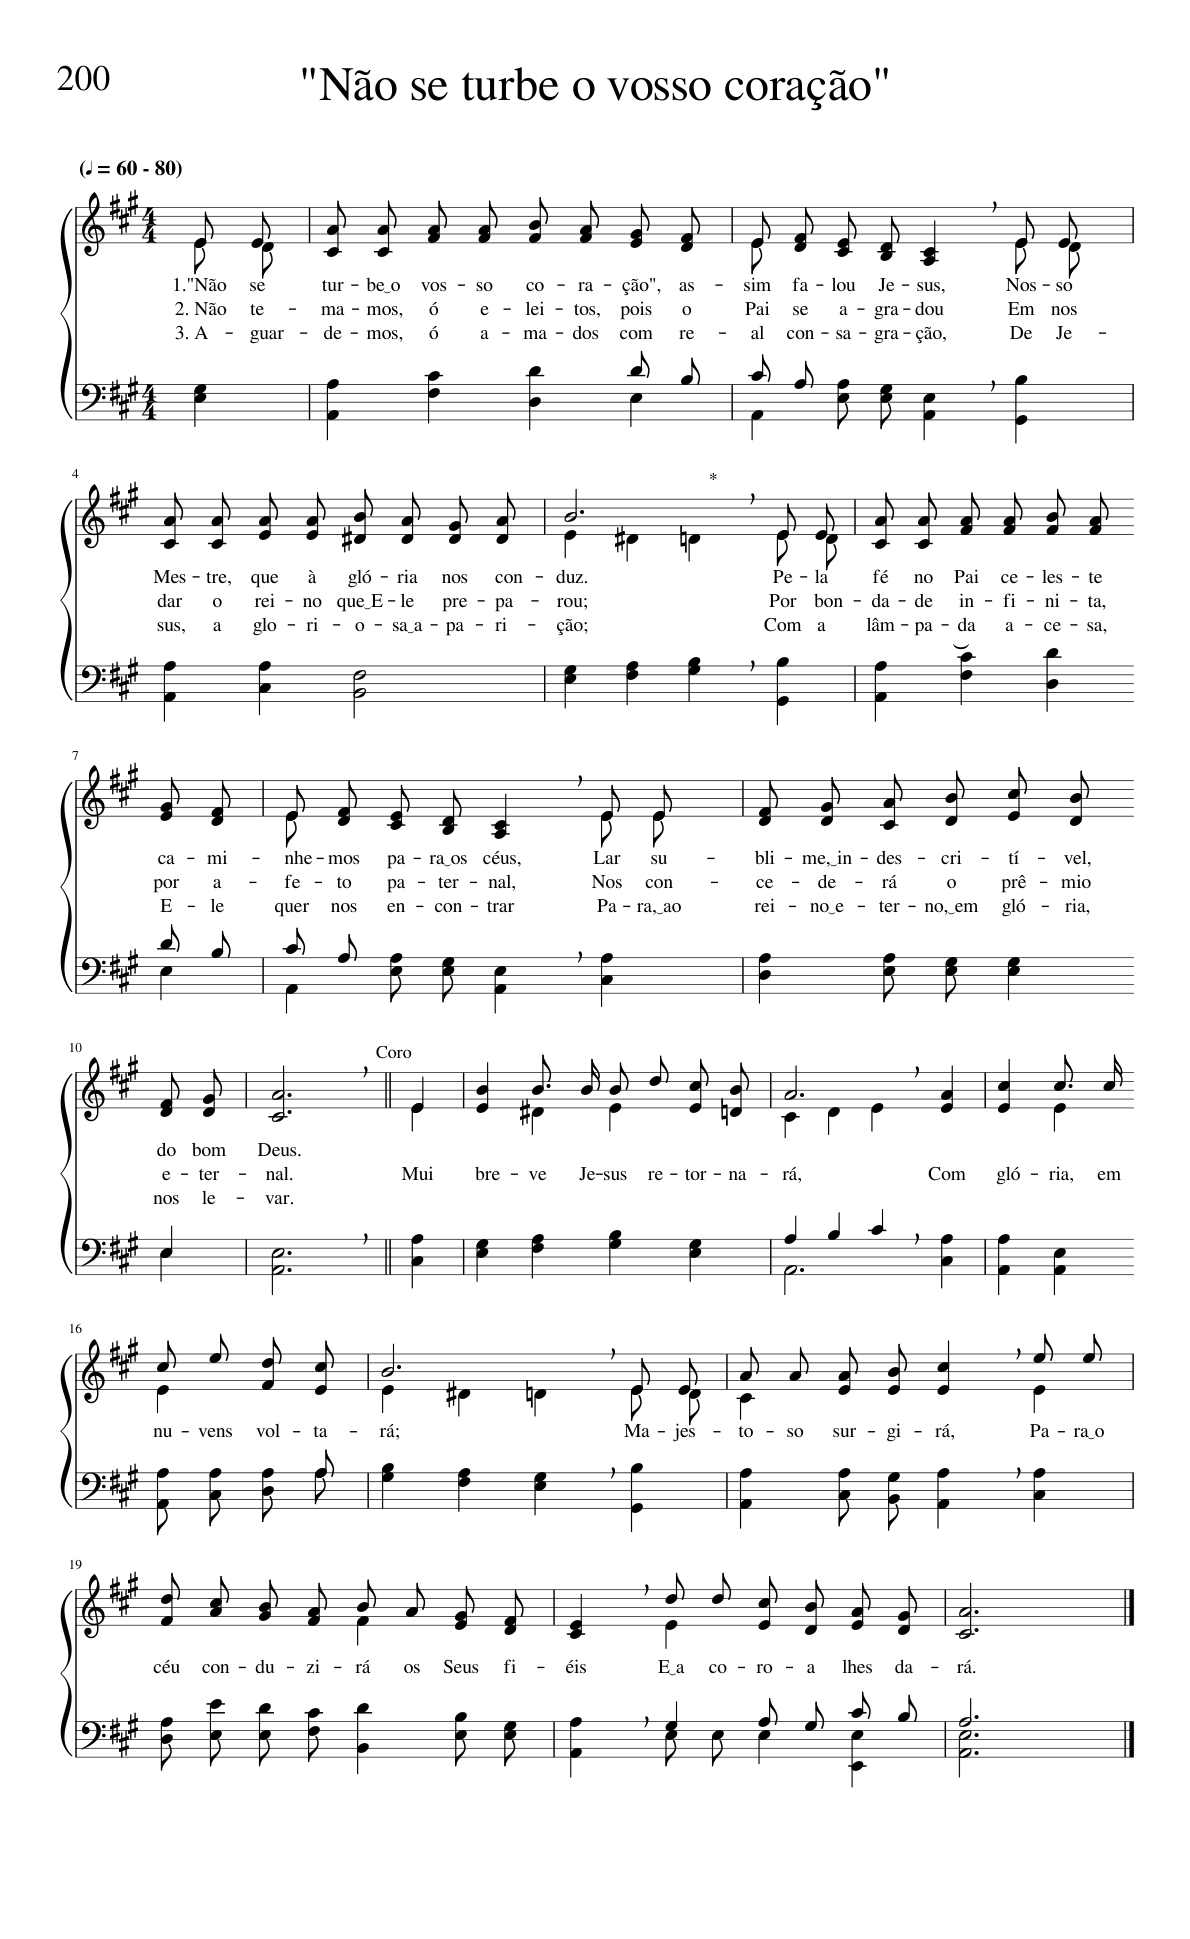 200
"Não se turbe o vosso coração"
(♩ = 60 - 80)
1."Não se tur - be‿o vos - so co - ra - ção", as - sim fa - lou Je - sus, Nos - so
2. Não te - ma - mos, ó e - lei - tos, pois o Pai se a - gra - dou Em nos
3. A - guar - de - mos, ó a - ma - dos com re - al con - sa - gra - ção, De Je -
4
*
Mes - tre, que à gló - ria nos con - duz. Pe - la fé no Pai ce - les - te
dar o rei - no que‿E - le pre - pa - rou; Por bon - da - de in - fi - ni - ta,
sus, a glo - ri - o - sa‿a - pa - ri - ção; Com a lâm - pa - da a - ce - sa,
7
ca - mi - nhe - mos pa - ra‿os céus, Lar su - bli - me,‿in - des - cri - tí - vel,
por a - fe - to pa - ter - nal, Nos con - ce - de - rá o prê - mio
E - le quer nos en - con - trar Pa - ra,‿ao rei - no‿e - ter - no,‿em gló - ria,
10
Coro
do bom Deus.
e - ter - nal. Mui bre - ve Je - sus re - tor - na - rá, Com gló - ria, em
nos le - var.
16
nu - vens vol - ta - rá; Ma - jes - to - so sur - gi - rá, Pa - ra‿o
19
céu con - du - zi - rá os Seus fi - éis E‿a co - ro - a lhes da - rá.